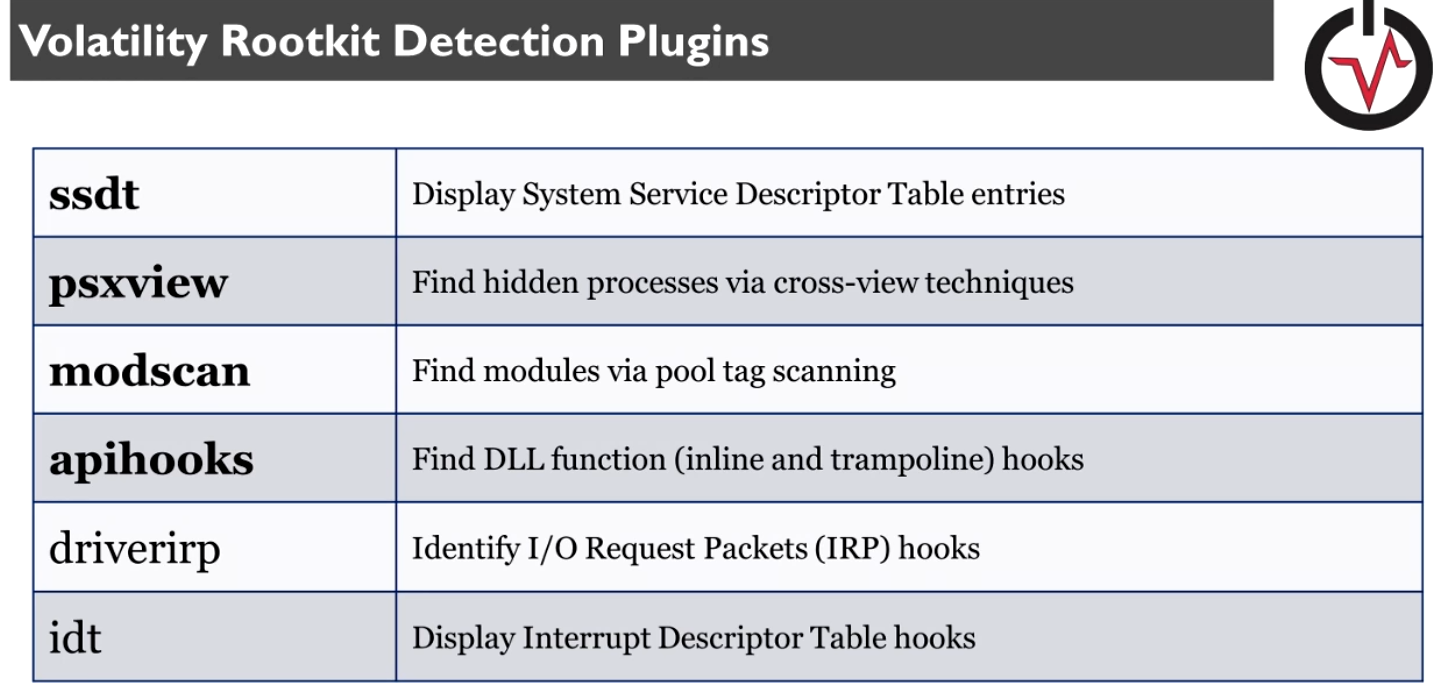 Volatility Rootkit Detection Plugins
ssdt
Display System Service Descriptor Table entries
psxview
Find hidden processes via cross-view techniques
modscan
Find modules via pool tag scanning
apihooks
Find DLL function (inline and trampoline) hooks
driverirp
Identify I/O Request Packets (IRP) hooks
idt
Display Interrupt Descriptor Table hooks